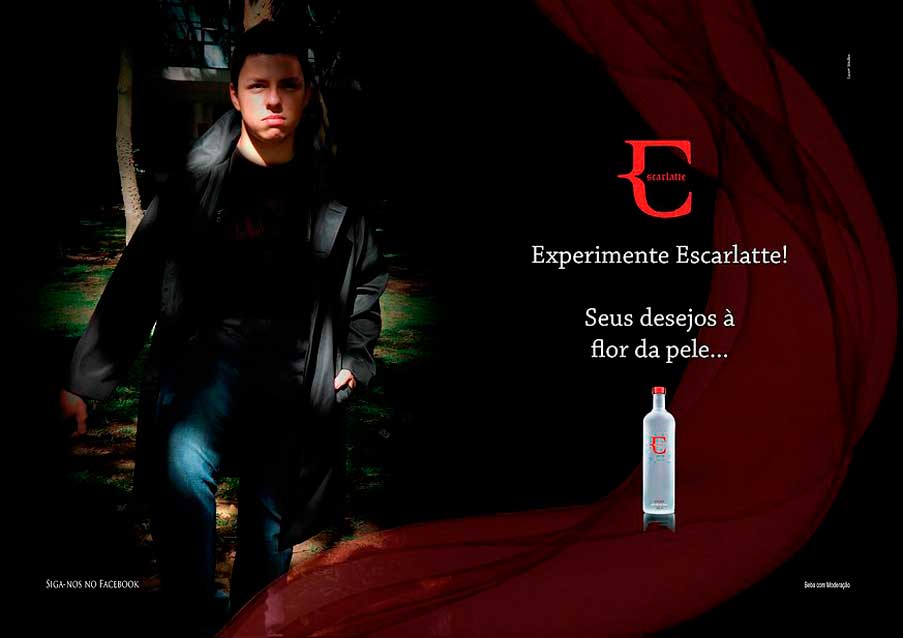 Escarlatte
Experimente Escarlatte!
Seus desejos à
flor da pele...
E
Siga-nos no Facebook
Beba com Moderação